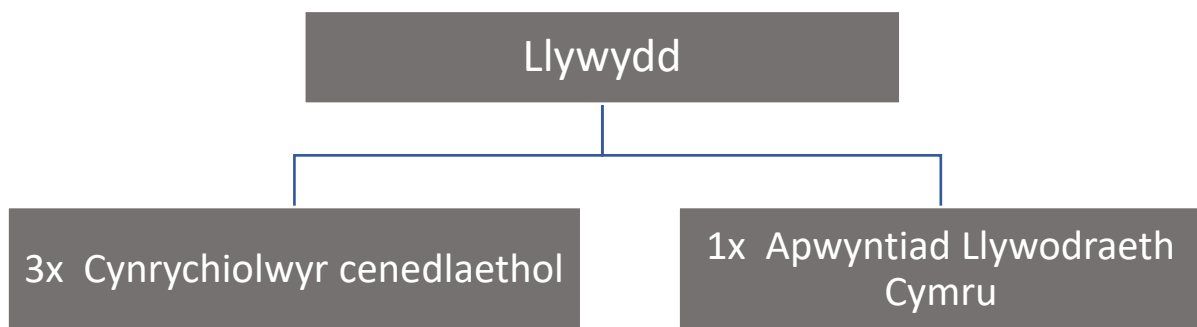 Llywydd
3x Cynrychiolwyr cenedlaethol
1x Apwyntiad Llywodraeth
Cymru